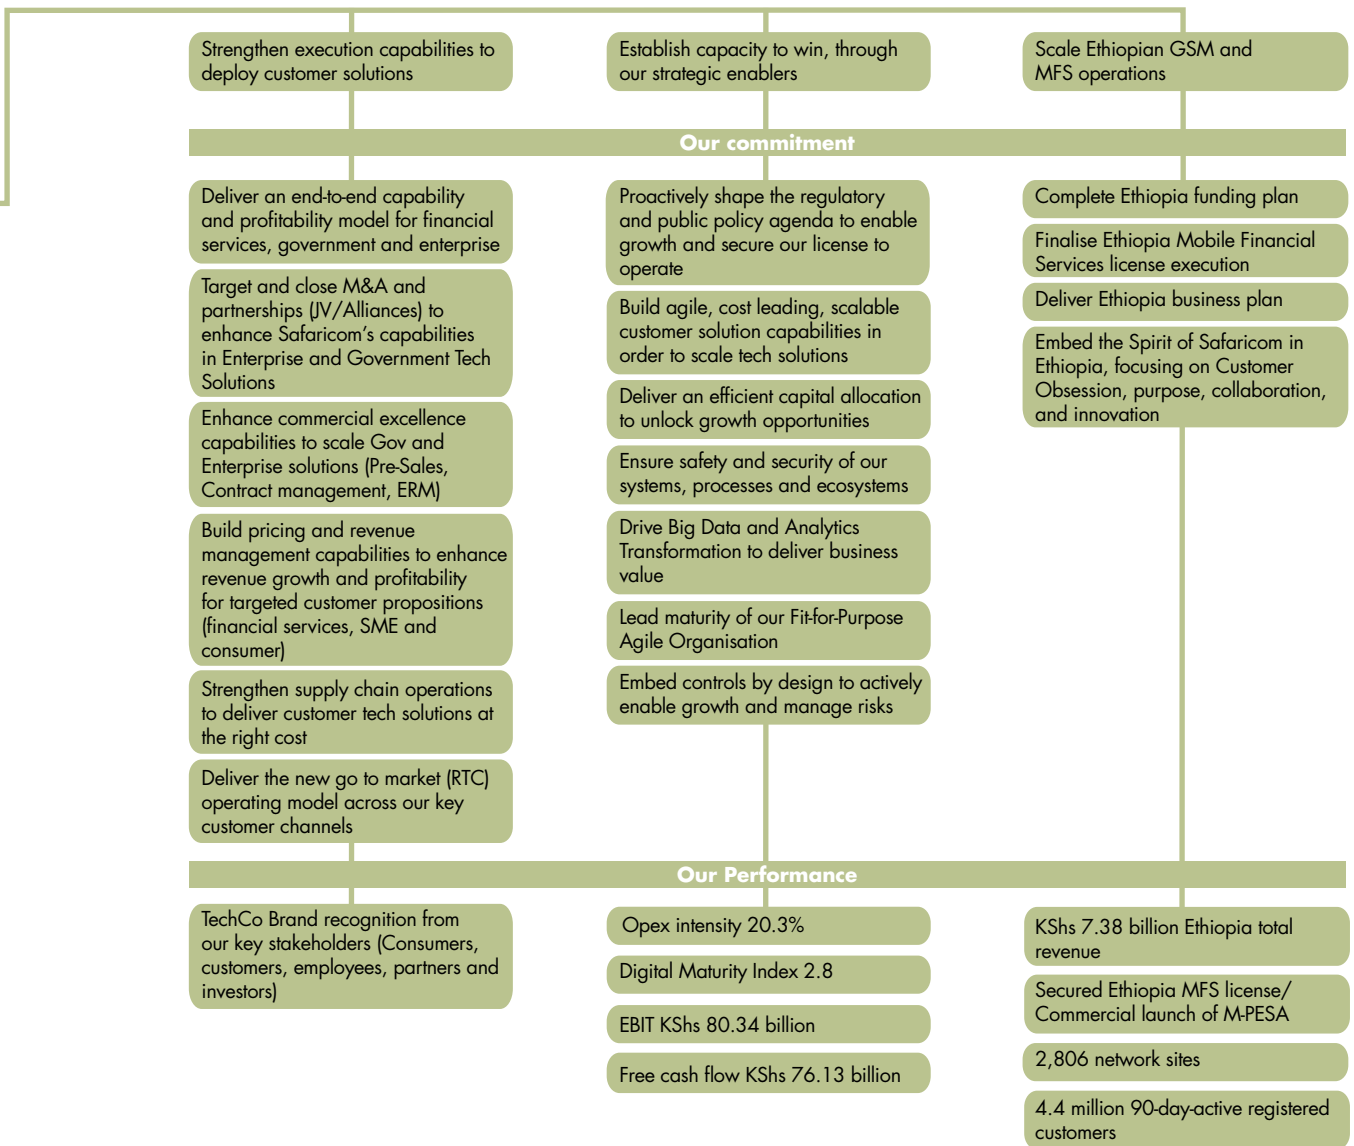 Strengthen execution capabilities to
deploy customer solutions
Establish capacity to win, through
our strategic enablers
Scale Ethiopian GSM and
MFS operations
Our commitment
Deliver an end-to-end capability
and profitability model for financial
services, government and enterprise
Target and close M&A and
partnerships (JV/Alliances) to
enhance Safaricom's capabilities
in Enterprise and Government Tech
Solutions
Enhance commercial excellence
capabilities to scale Gov and
Enterprise solutions (Pre-Sales,
Contract management, ERM)
Build pricing and revenue
management capabilities to enhance
revenue growth and profitability
for targeted customer propositions
(financial services, SME and
consumer)
Strengthen supply chain operations
to deliver customer tech solutions at
the right cost
Deliver the new go to market (RTC)
operating model across our key
customer channels
Proactively shape the regulatory
and public policy agenda to enable
growth and secure our license to
operate
Build agile, cost leading, scalable
customer solution capabilities in
order to scale tech solutions
Deliver an efficient capital allocation
to unlock growth opportunities
Ensure safety and security of our
systems, processes and ecosystems
Drive Big Data and Analytics
Transformation to deliver business
value
Lead maturity of our Fit-for-Purpose
Agile Organisation
Embed controls by design to actively
enable growth and manage risks
Complete Ethiopia funding plan
Finalise Ethiopia Mobile Financial
Services license execution
Deliver Ethiopia business plan
Embed the Spirit of Safaricom in
Ethiopia, focusing on Customer
Obsession, purpose, collaboration,
and innovation
Our Performance
TechCo Brand recognition from
our key stakeholders (Consumers,
customers, employees, partners and
investors)
Opex intensity 20.3%
Digital Maturity Index 2.8
EBIT KShs 80.34 billion
Free cash flow KShs 76.13 billion
KShs 7.38 billion Ethiopia total
revenue
Secured Ethiopia MFS license/
Commercial launch of M-PESA
2,806 network sites
4.4 million 90-day-active registered
customers